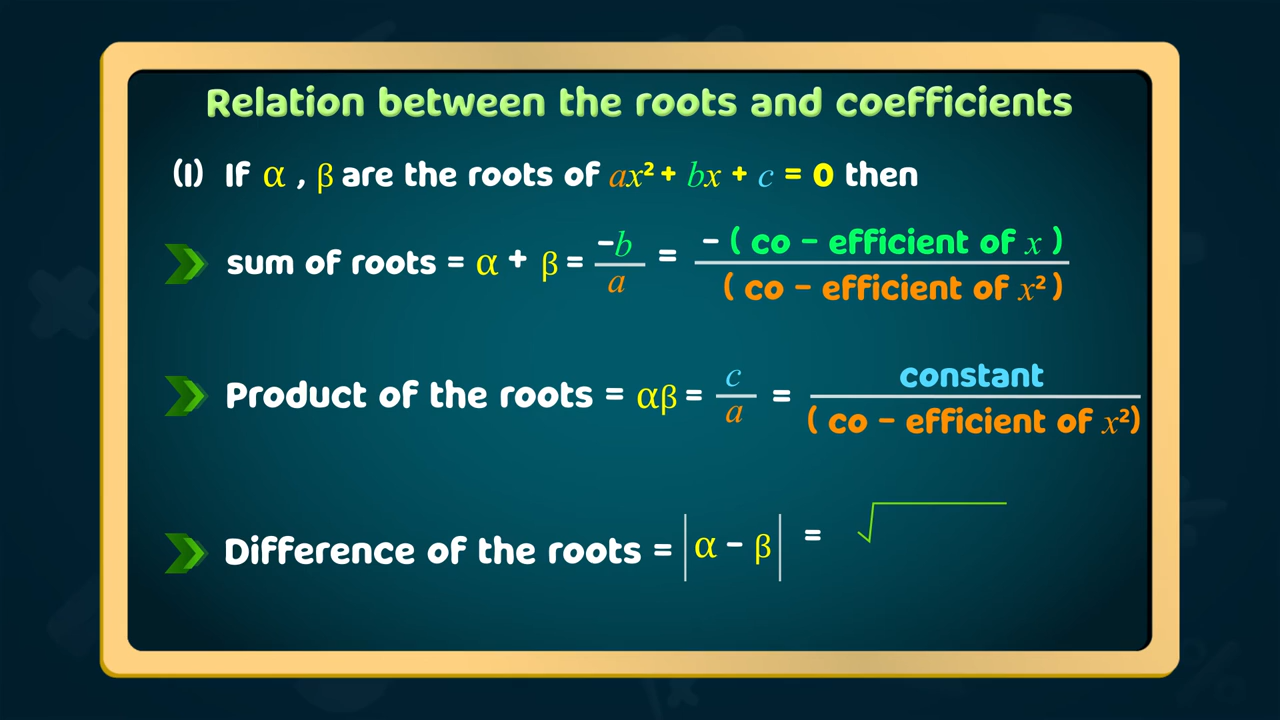 Relation between the roots and coefficients
(I) If α , β are the roots of ax² + bx + c = 0 then
sum of roots = α + β = -b/a = - ( co - efficient of x ) / ( co - efficient of x² )
Product of the roots = αβ = c/a = constant / ( co - efficient of x²)
Difference of the roots = |α - β| = √